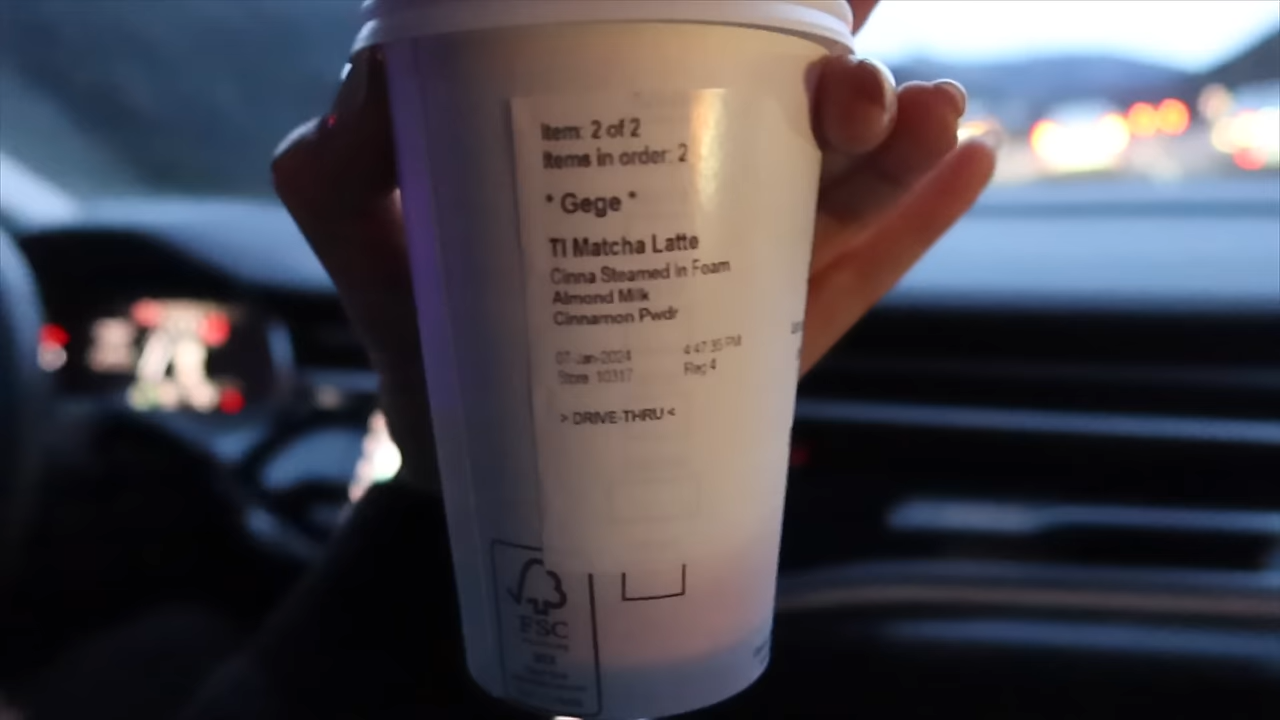 Item: 2 of 2
Items in order: 2
* Gege *
Tl Matcha Latte
Cinna Steamed in Foam
Almond Milk
Cinnamon Pwdr
07-Jan-2024 4:47:35 PM
Store 10317 Reg 4
> DRIVE-THRU <
FSC